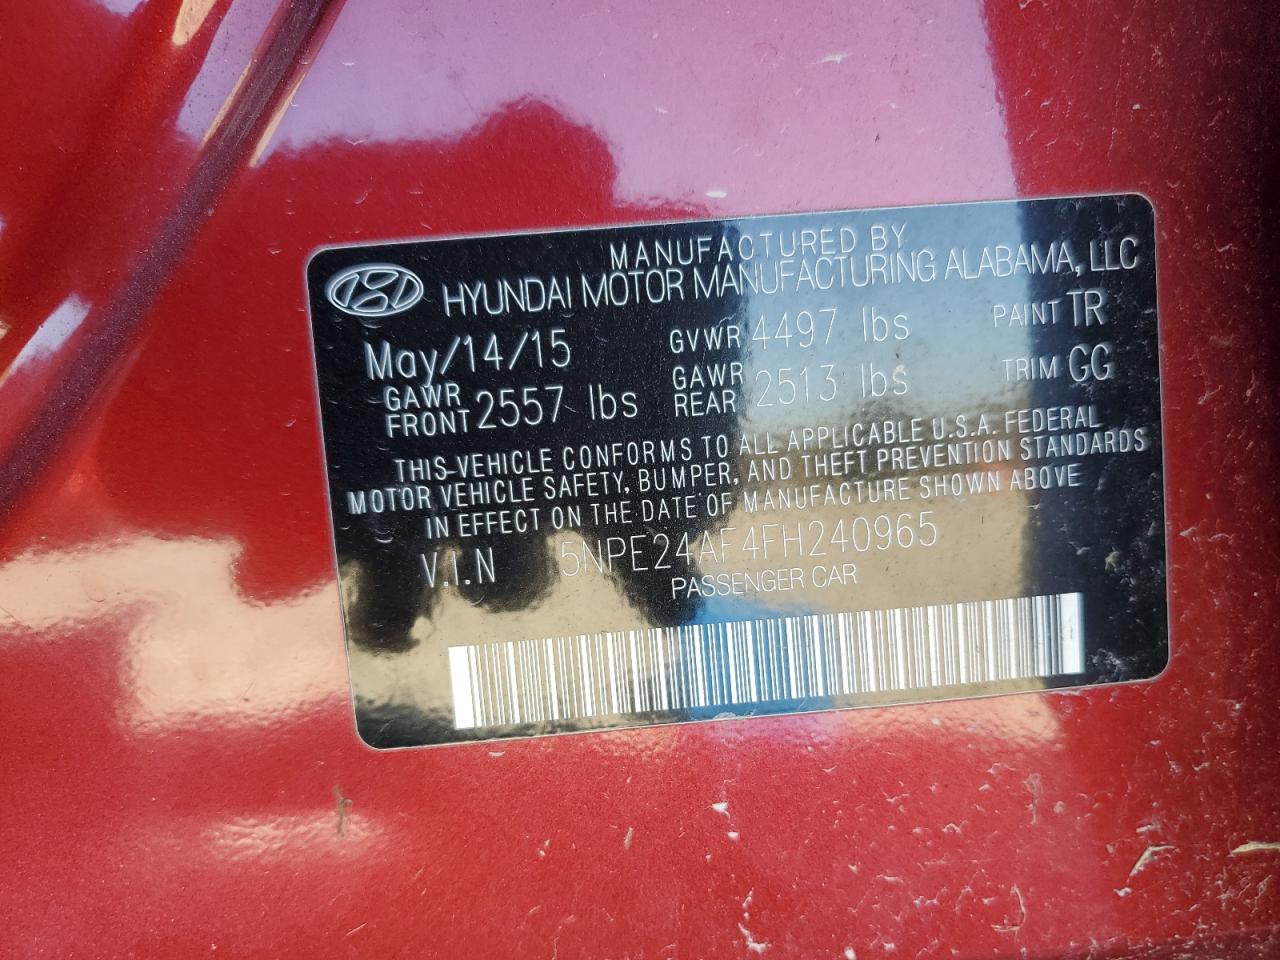 MANUFACTURED BY
HYUNDAI MOTOR MANUFACTURING ALABAMA, LLC
May/14/15 GVWR 4497 lbs PAINT TR
GAWR FRONT 2557 lbs GAWR REAR 2513 lbs TRIM GG
THIS-VEHICLE CONFORMS TO ALL APPLICABLE U.S.A. FEDERAL
MOTOR VEHICLE SAFETY, BUMPER, AND THEFT PREVENTION STANDARDS
IN EFFECT ON THE DATE OF MANUFACTURE SHOWN ABOVE
V.I.N 5NPE24AF4FH240965
PASSENGER CAR